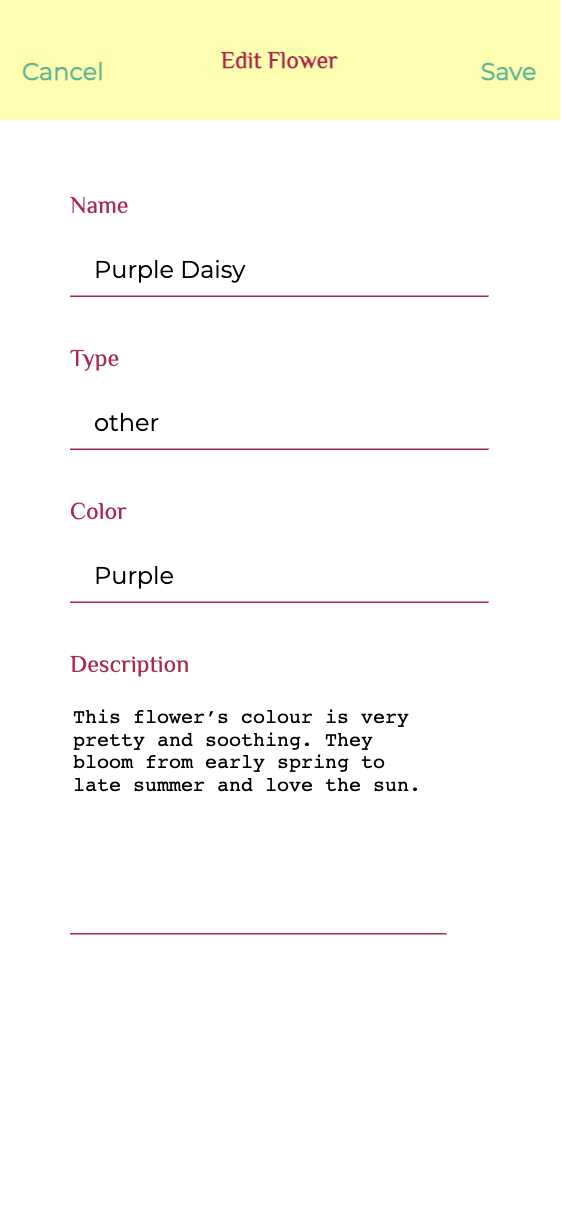 Cancel
Edit Flower
Save
Name
Purple Daisy
Type
other
Color
Purple
Description
This flower’s colour is very
pretty and soothing. They
bloom from early spring to
late summer and love the sun.